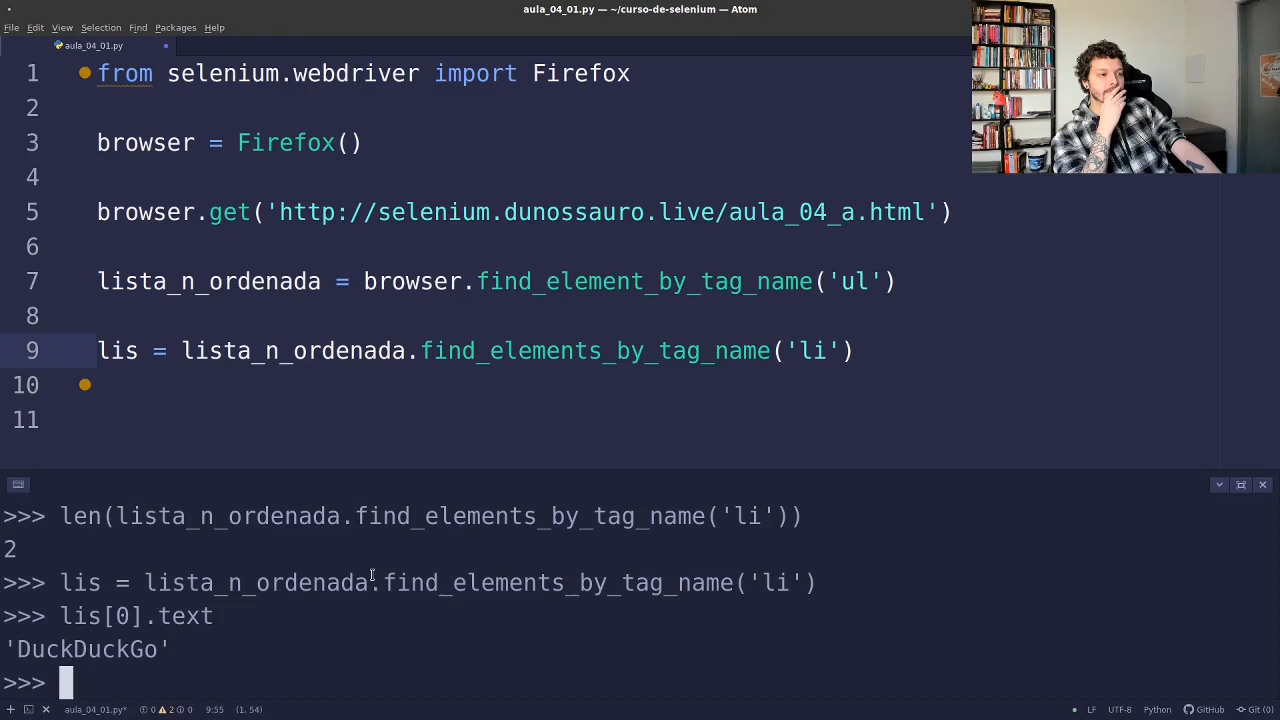 aula_04_01.py — ~/curso-de-selenium — Atom
File Edit View Selection Find Packages Help
aula_04_01.py
1 from selenium.webdriver import Firefox
2
3 browser = Firefox()
4
5 browser.get('http://selenium.dunossauro.live/aula_04_a.html')
6
7 lista_n_ordenada = browser.find_element_by_tag_name('ul')
8
9 lis = lista_n_ordenada.find_elements_by_tag_name('li')
10
11
>>> len(lista_n_ordenada.find_elements_by_tag_name('li'))
2
>>> lis = lista_n_ordenada.find_elements_by_tag_name('li')
>>> lis[0].text
'DuckDuckGo'
>>>
aula_04_01.py* 0 2 0 9:55 (1, 54) LF UTF-8 Python GitHub Git (0)